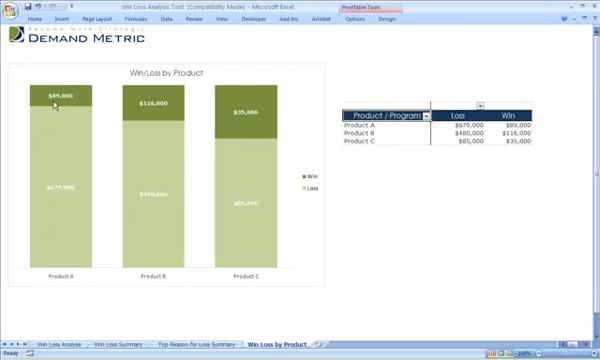 Win Loss Analysis Tool [Compatibility Mode] - Microsoft Excel
PivotTable Tools
Home Insert Page Layout Formulas Data Review View Developer Add-Ins Acrobat Options Design
Become More Strategic
DEMAND METRIC
Win/Loss by Product
$89,000 $116,000 $35,000
$679,000 $480,000 $85,000
Win
Loss
Product A Product B Product C
Product / Program Loss Win
Product A $679,000 $89,000
Product B $480,000 $116,000
Product C $85,000 $35,000
Win Loss Analysis Win Loss Summary Top Reason for Loss Summary Win Loss by Product
Ready 100%